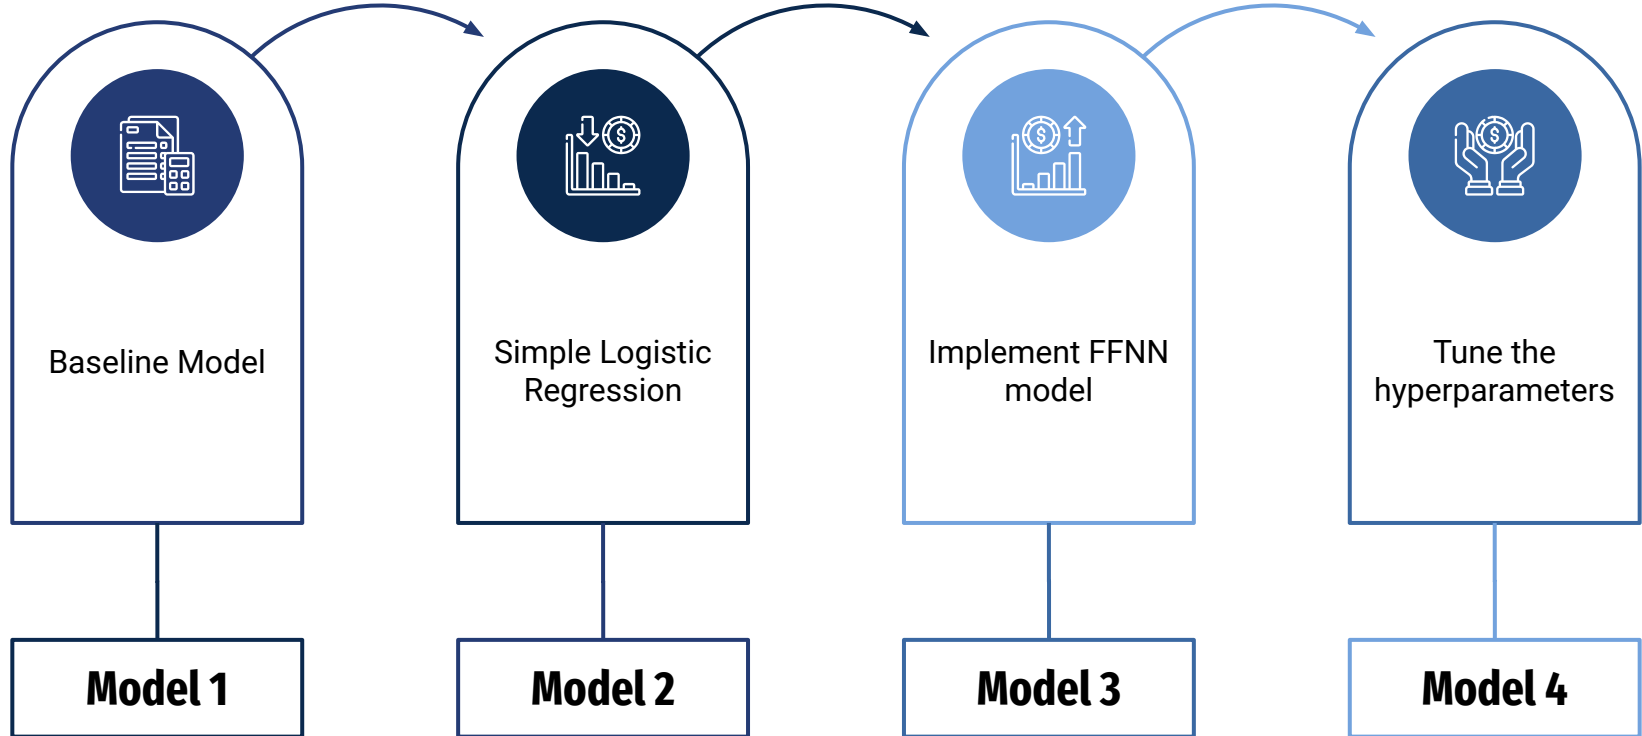 Baseline Model
Simple Logistic
Regression
Implement FFNN
model
Tune the
hyperparameters
Model 1
Model 2
Model 3
Model 4